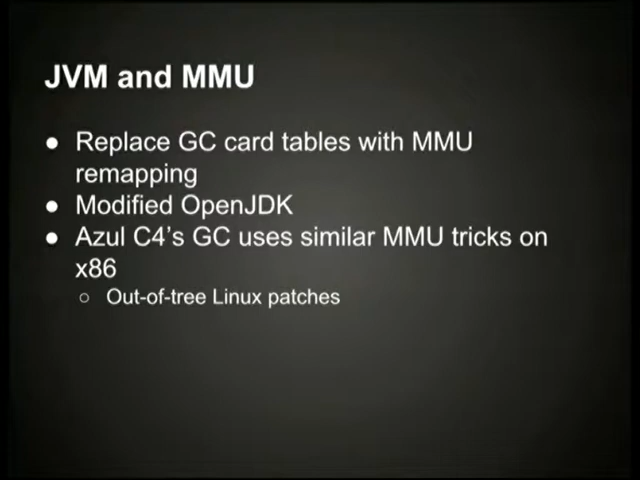 JVM and MMU
● Replace GC card tables with MMU
remapping
● Modified OpenJDK
● Azul C4's GC uses similar MMU tricks on
x86
○ Out-of-tree Linux patches